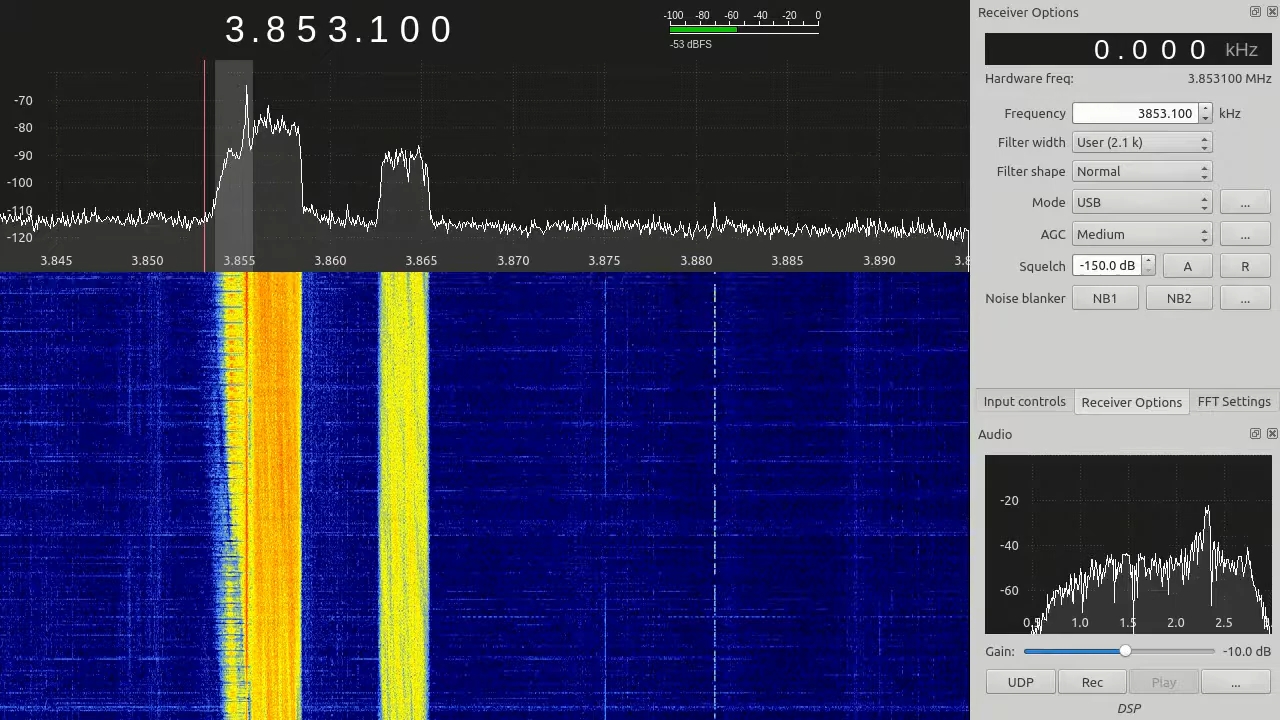 3.853.100
-100 -80 -60 -40 -20 0
-53 dBFS
-70
-80
-90
-100
-110
-120
3.845 3.850 3.855 3.860 3.865 3.870 3.875 3.880 3.885 3.890
Receiver Options
0.000 kHz
Hardware freq: 3.853100 MHz
Frequency 3853.100 kHz
Filter width User (2.1 k)
Filter shape Normal
Mode USB ...
AGC Medium ...
Squelch -150.0 dB A R
Noise blanker NB1 NB2 ...
Input controls Receiver Options FFT Settings
Audio
-20
-40
-60
1.0 1.5 2.0 2.5
Gain: -10.0 dB
UDP Rec Play ...
DSP